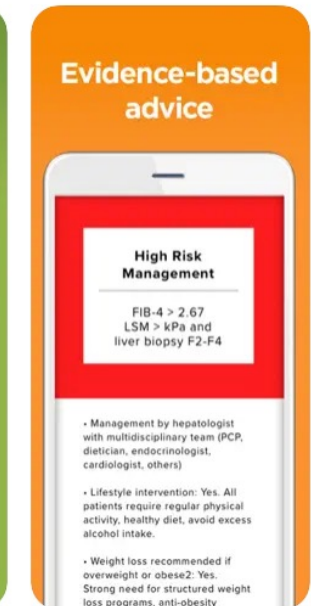 Evidence-based
advice
High Risk
Management
FIB-4 > 2.67
LSM > kPa and
liver biopsy F2-F4
• Management by hepatologist
with multidisciplinary team (PCP,
dietician, endocrinologist,
cardiologist, others)
• Lifestyle intervention: Yes. All
patients require regular physical
activity, healthy diet, avoid excess
alcohol intake.
• Weight loss recommended if
overweight or obese2: Yes.
Strong need for structured weight
loss programs, anti-obesity